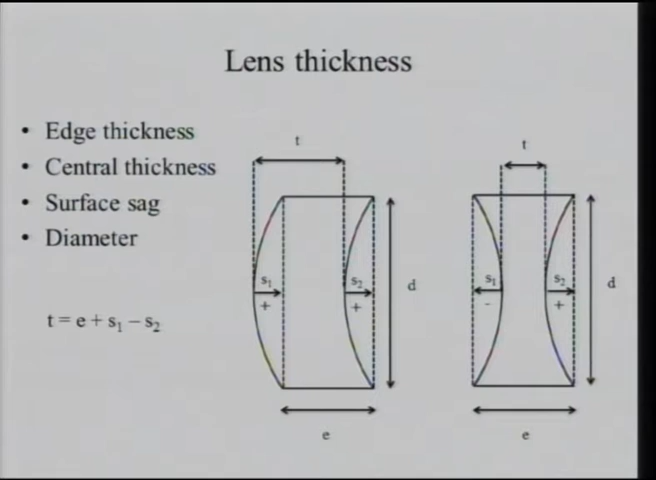 Lens thickness
• Edge thickness
• Central thickness
• Surface sag
• Diameter
t = e + s₁ – s₂
t
s₁
+
s₂
+
d
e
t
s₁
-
s₂
+
d
e